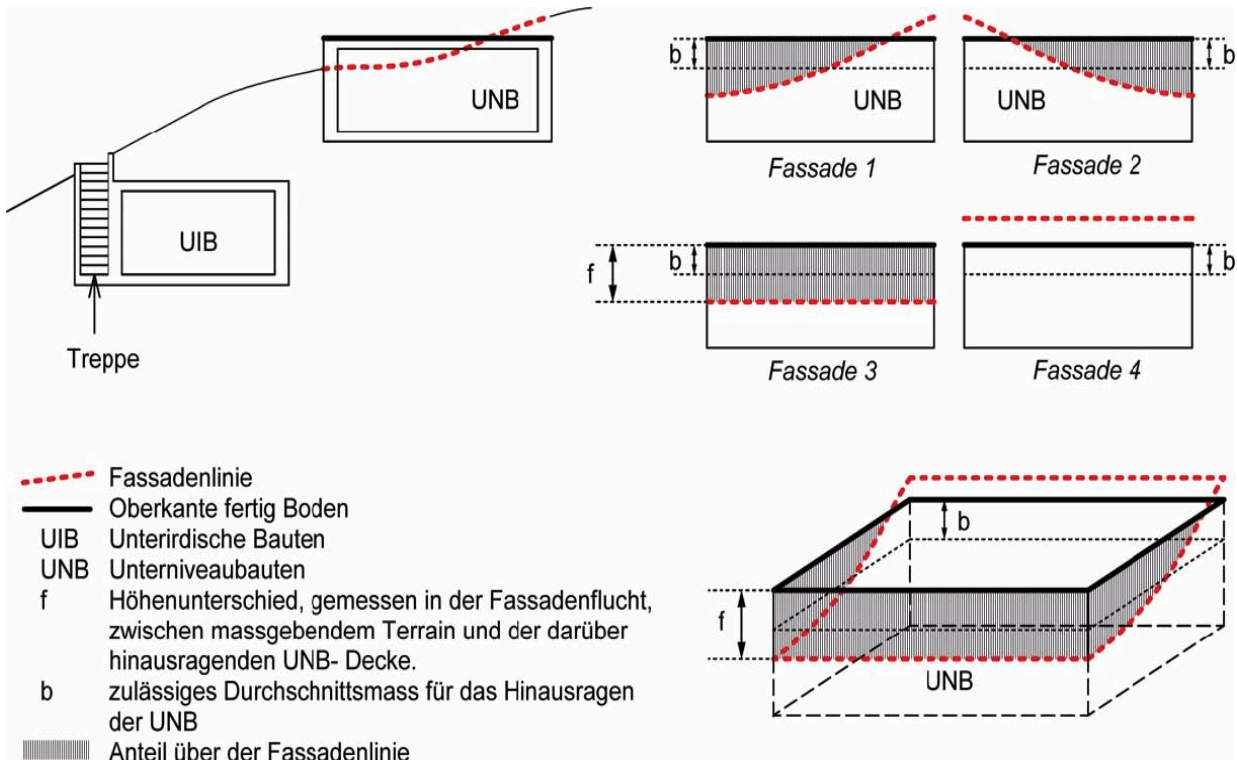 UNB
UIB
Treppe
b
UNB
Fassade 1
UNB
b
Fassade 2
f
b
Fassade 3
b
Fassade 4
Fassadenlinie
Oberkante fertig Boden
UIB Unterirdische Bauten
UNB Unterniveaubauten
f Höhenunterschied, gemessen in der Fassadenflucht,
zwischen massgebendem Terrain und der darüber
hinausragenden UNB- Decke.
b zulässiges Durchschnittsmass für das Hinausragen
der UNB
Anteil über der Fassadenlinie
b
f
UNB